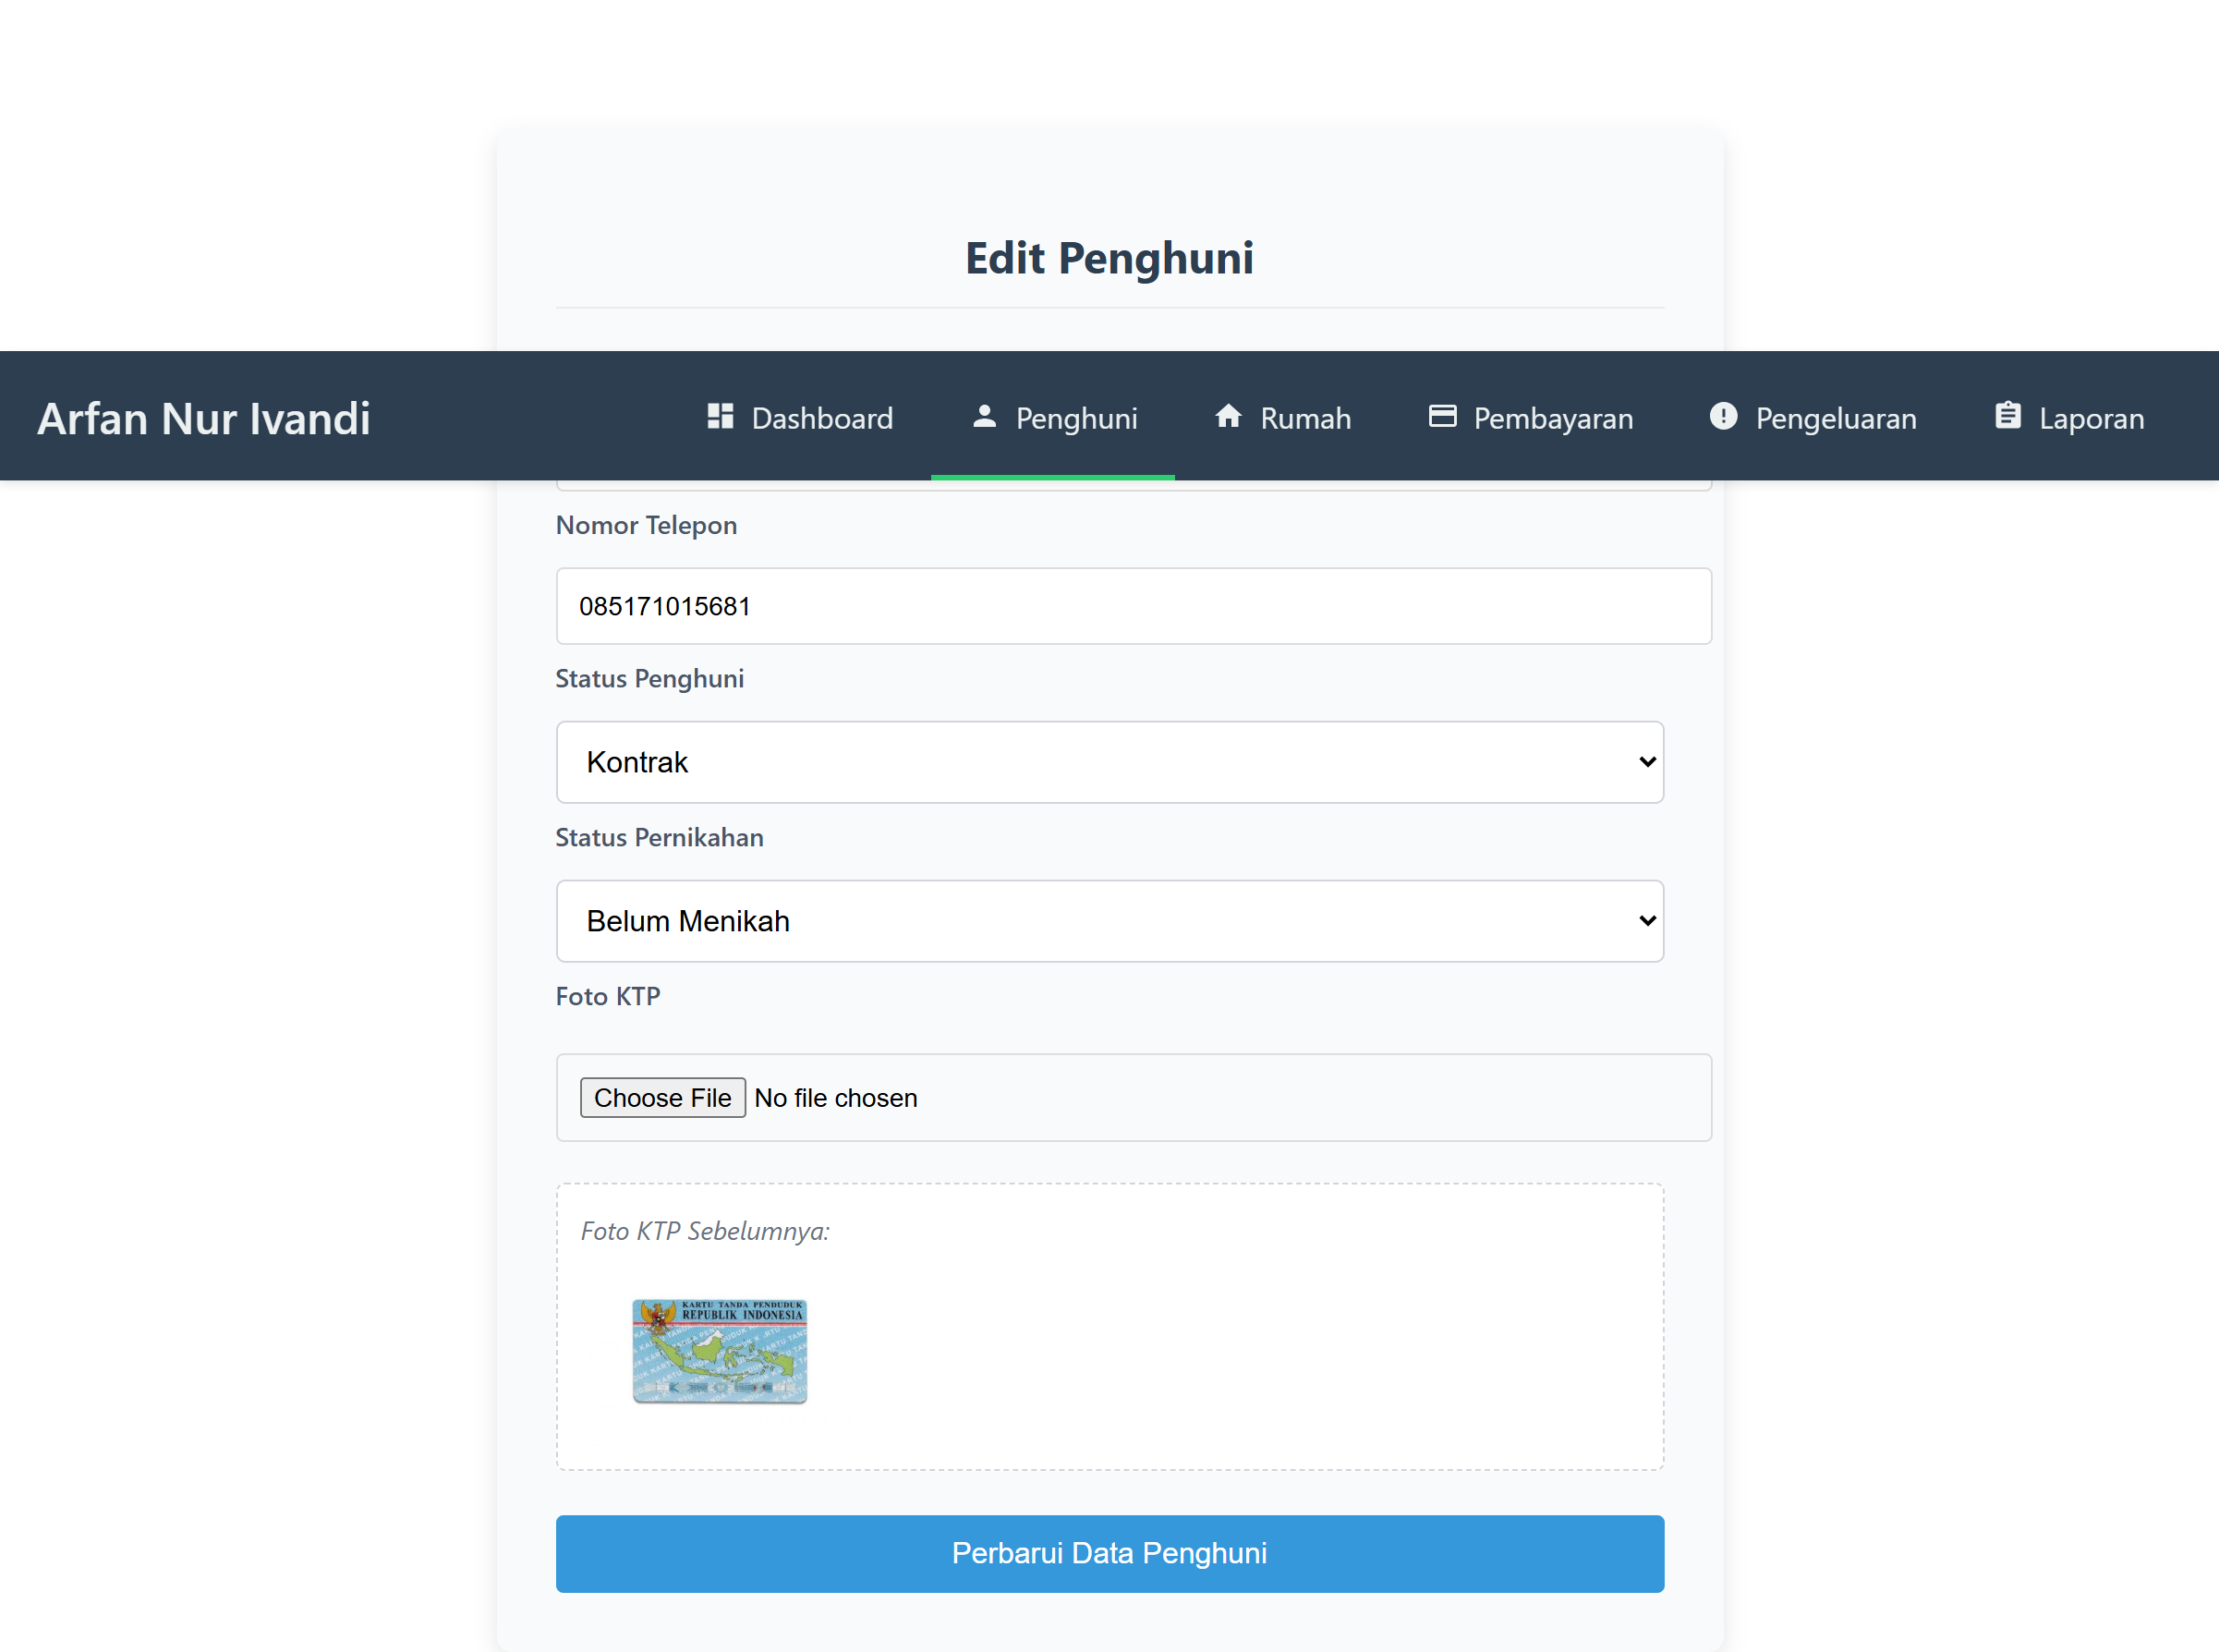 Edit Penghuni
Arfan Nur Ivandi
Dashboard
Penghuni
Rumah
Pembayaran
Pengeluaran
Laporan
Nomor Telepon
085171015681
Status Penghuni
Kontrak
Status Pernikahan
Belum Menikah
Foto KTP
Choose File No file chosen
Foto KTP Sebelumnya:
KARTU TANDA PENDUDUK
REPUBLIK INDONESIA
Perbarui Data Penghuni